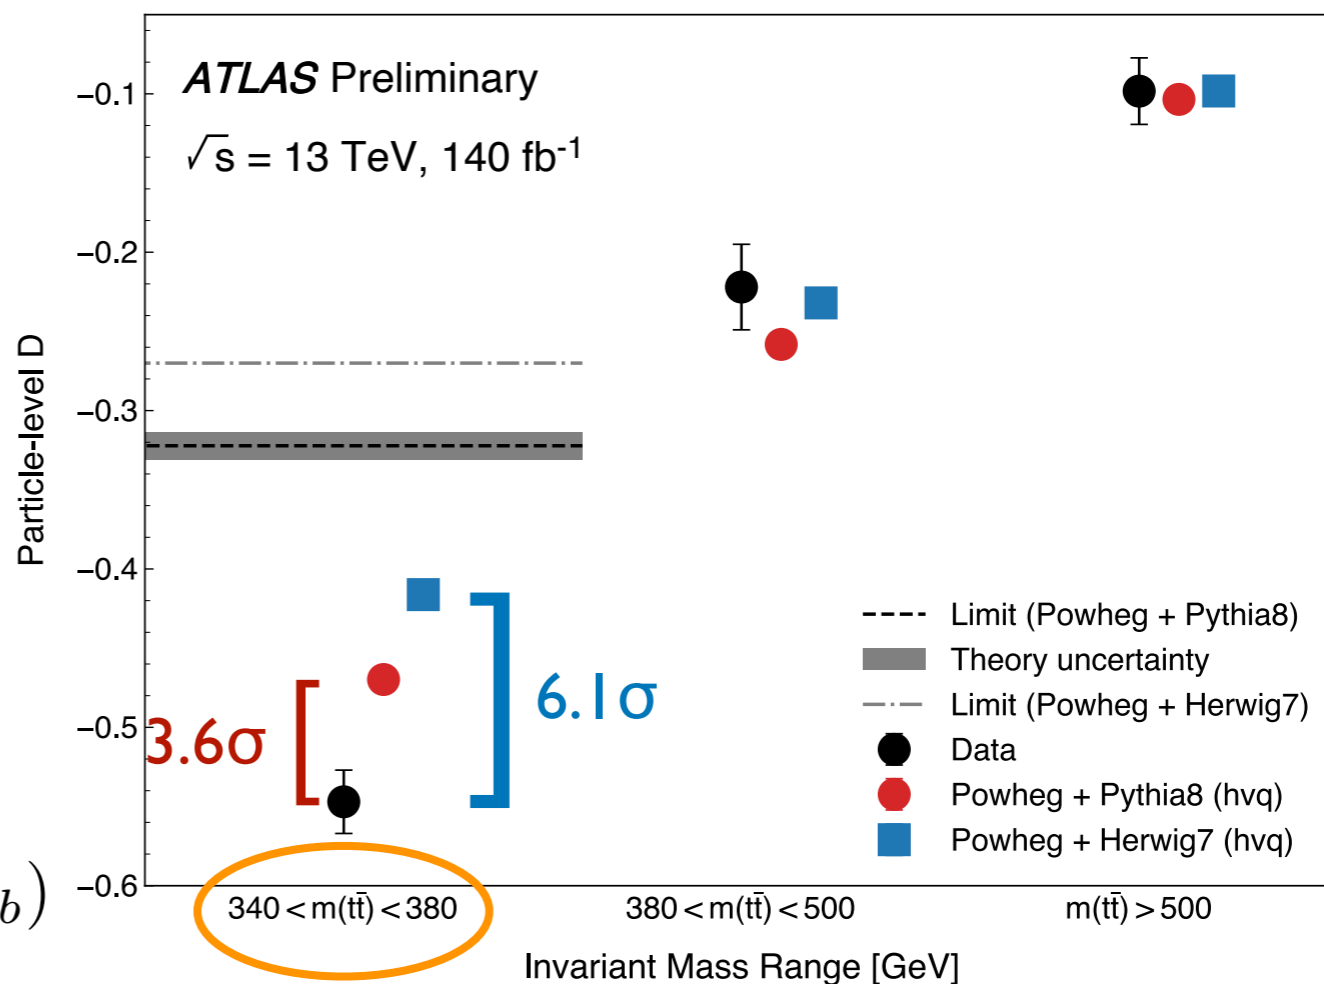 ATLAS Preliminary
√s = 13 TeV, 140 fb⁻¹
Particle-level D
−0.1
−0.2
−0.3
−0.4
−0.5
−0.6
3.6σ
6.1σ
Limit (Powheg + Pythia8)
Theory uncertainty
Limit (Powheg + Herwig7)
Data
Powheg + Pythia8 (hvq)
Powheg + Herwig7 (hvq)
b)
340 < m(tt̄) < 380
380 < m(tt̄) < 500
m(tt̄) > 500
Invariant Mass Range [GeV]